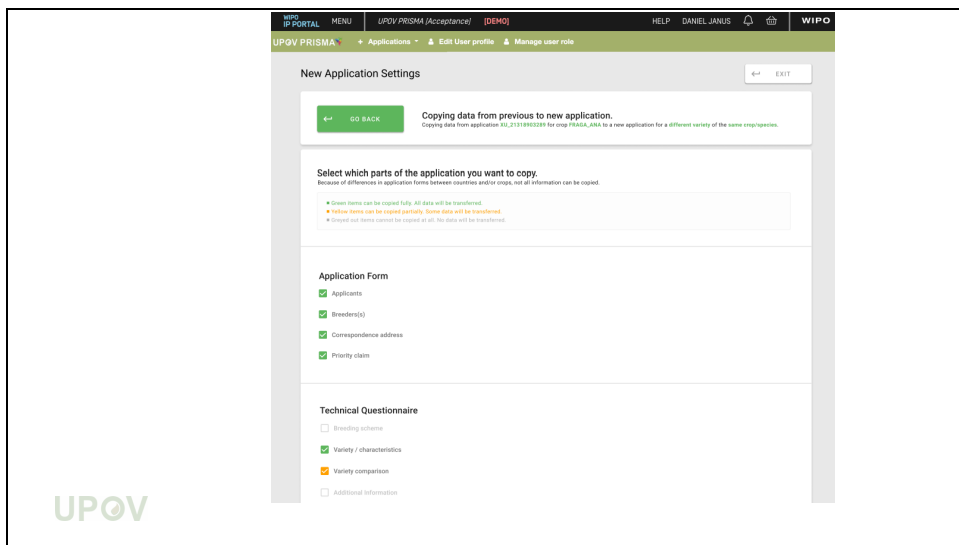 WIPO
IP PORTAL MENU UPOV PRISMA [Acceptance] [DEMO] HELP DANIEL JANUS WIPO
UPOV PRISMA + Applications Edit User profile Manage user role
New Application Settings
EXIT
GO BACK
Copying data from previous to new application.
Copying data from application XU_21318903289 for crop FRAGA_ANA to a new application for a different variety of the same crop/species.
Select which parts of the application you want to copy.
Because of differences in application forms between countries and/or crops, not all information can be copied.
Green items can be copied fully. All data will be transferred.
Yellow items can be copied partially. Some data will be transferred.
Greyed out items cannot be copied at all. No data will be transferred
Application Form
Applicants
Breeders(s)
Correspondence address
Priority claim
Technical Questionnaire
Breeding scheme
Variety / characteristics
Variety comparison
Additional information
UPOV